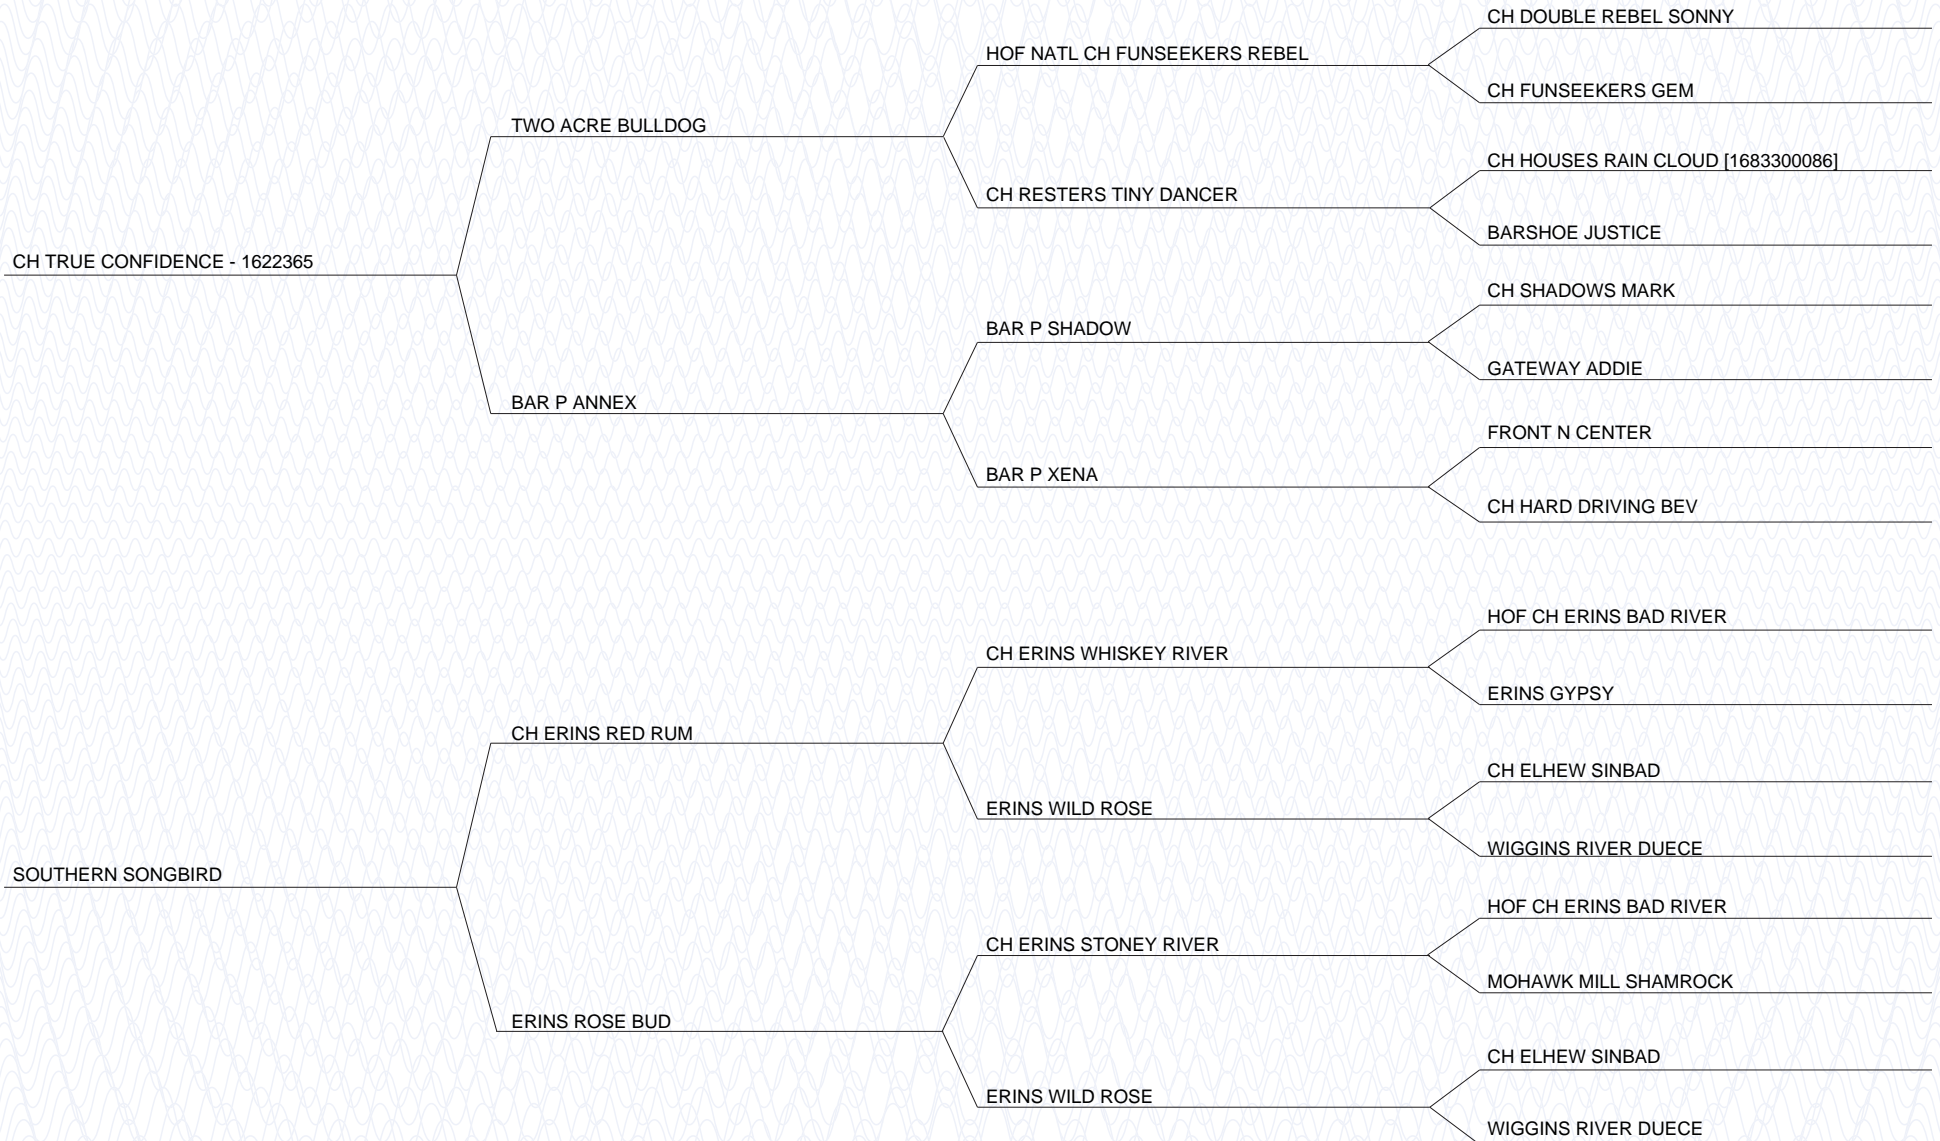 CH DOUBLE REBEL SONNY
HOF NATL CH FUNSEEKERS REBEL
CH FUNSEEKERS GEM
TWO ACRE BULLDOG
CH HOUSES RAIN CLOUD [1683300086]
CH RESTERS TINY DANCER
BARSHOE JUSTICE
CH TRUE CONFIDENCE - 1622365
CH SHADOWS MARK
BAR P SHADOW
GATEWAY ADDIE
BAR P ANNEX
FRONT N CENTER
BAR P XENA
CH HARD DRIVING BEV
HOF CH ERINS BAD RIVER
CH ERINS WHISKEY RIVER
ERINS GYPSY
CH ERINS RED RUM
CH ELHEW SINBAD
ERINS WILD ROSE
WIGGINS RIVER DUECE
SOUTHERN SONGBIRD
HOF CH ERINS BAD RIVER
CH ERINS STONEY RIVER
MOHAWK MILL SHAMROCK
ERINS ROSE BUD
CH ELHEW SINBAD
ERINS WILD ROSE
WIGGINS RIVER DUECE